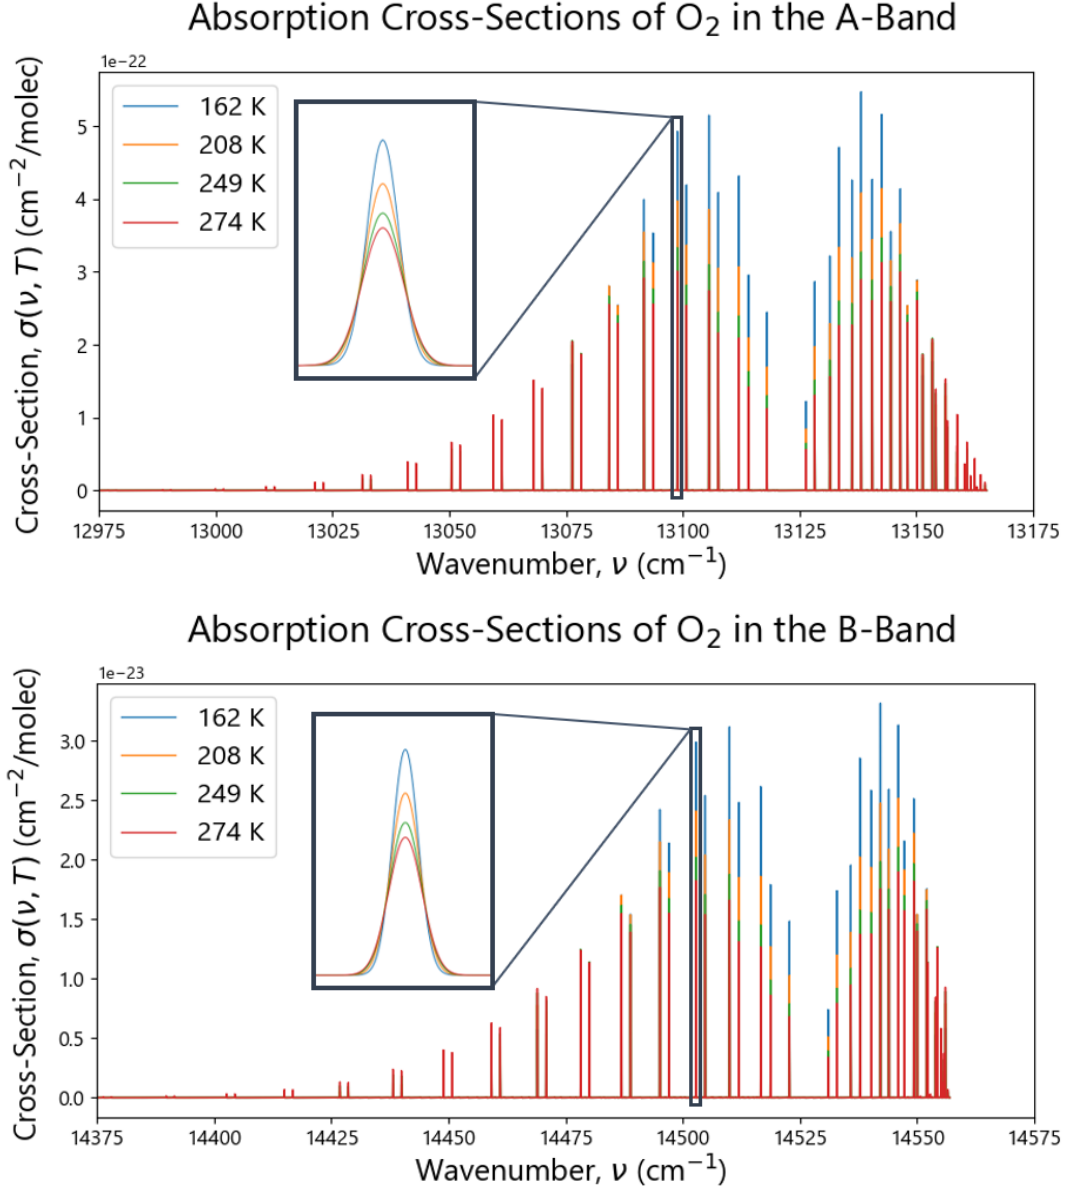 Absorption Cross-Sections of O₂ in the A-Band
1e−22
Cross-Section, σ(ν, T) (cm⁻²/molec)
5
4
3
2
1
0
162 K
208 K
249 K
274 K
12975 13000 13025 13050 13075 13100 13125 13150 13175
Wavenumber, ν (cm⁻¹)
Absorption Cross-Sections of O₂ in the B-Band
1e−23
Cross-Section, σ(ν, T) (cm⁻²/molec)
3.0
2.5
2.0
1.5
1.0
0.5
0.0
162 K
208 K
249 K
274 K
14375 14400 14425 14450 14475 14500 14525 14550 14575
Wavenumber, ν (cm⁻¹)